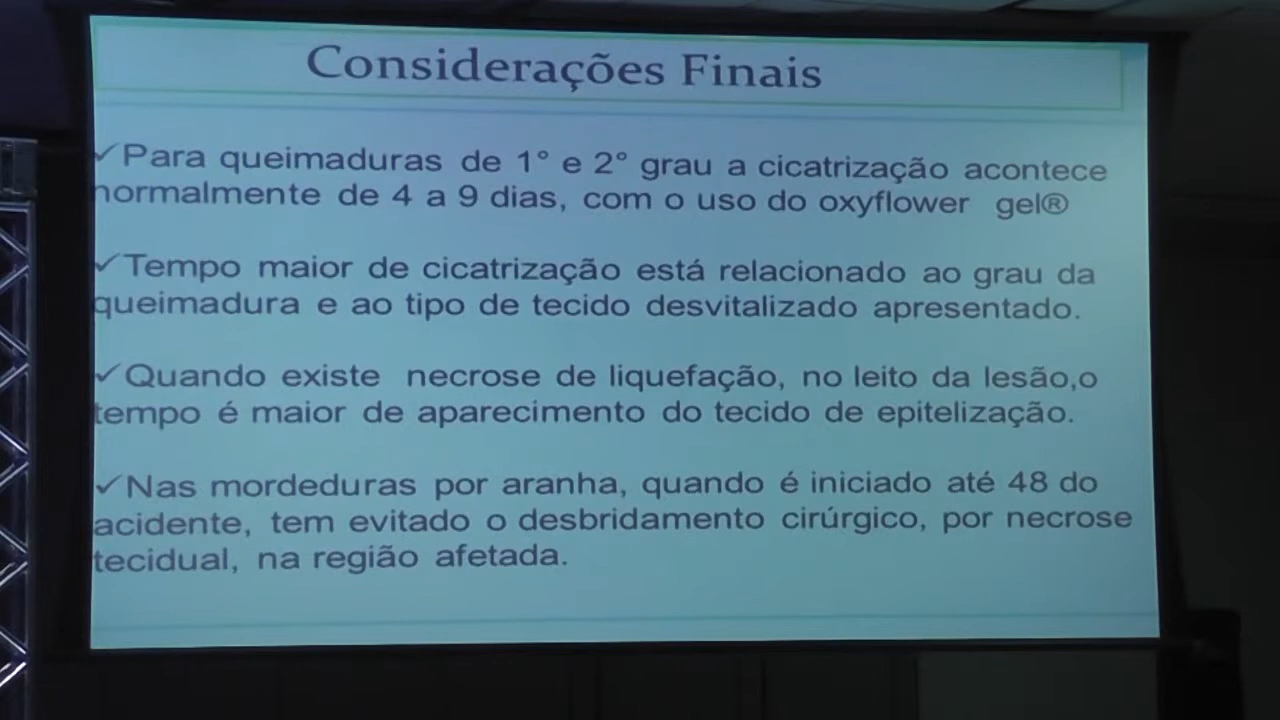 Considerações Finais
✓Para queimaduras de 1° e 2° grau a cicatrização acontece
normalmente de 4 a 9 dias, com o uso do oxyflower gel®
✓Tempo maior de cicatrização está relacionado ao grau da
queimadura e ao tipo de tecido desvitalizado apresentado.
✓Quando existe necrose de liquefação, no leito da lesão,o
tempo é maior de aparecimento do tecido de epitelização.
✓Nas mordeduras por aranha, quando é iniciado até 48 do
acidente, tem evitado o desbridamento cirúrgico, por necrose
tecidual, na região afetada.